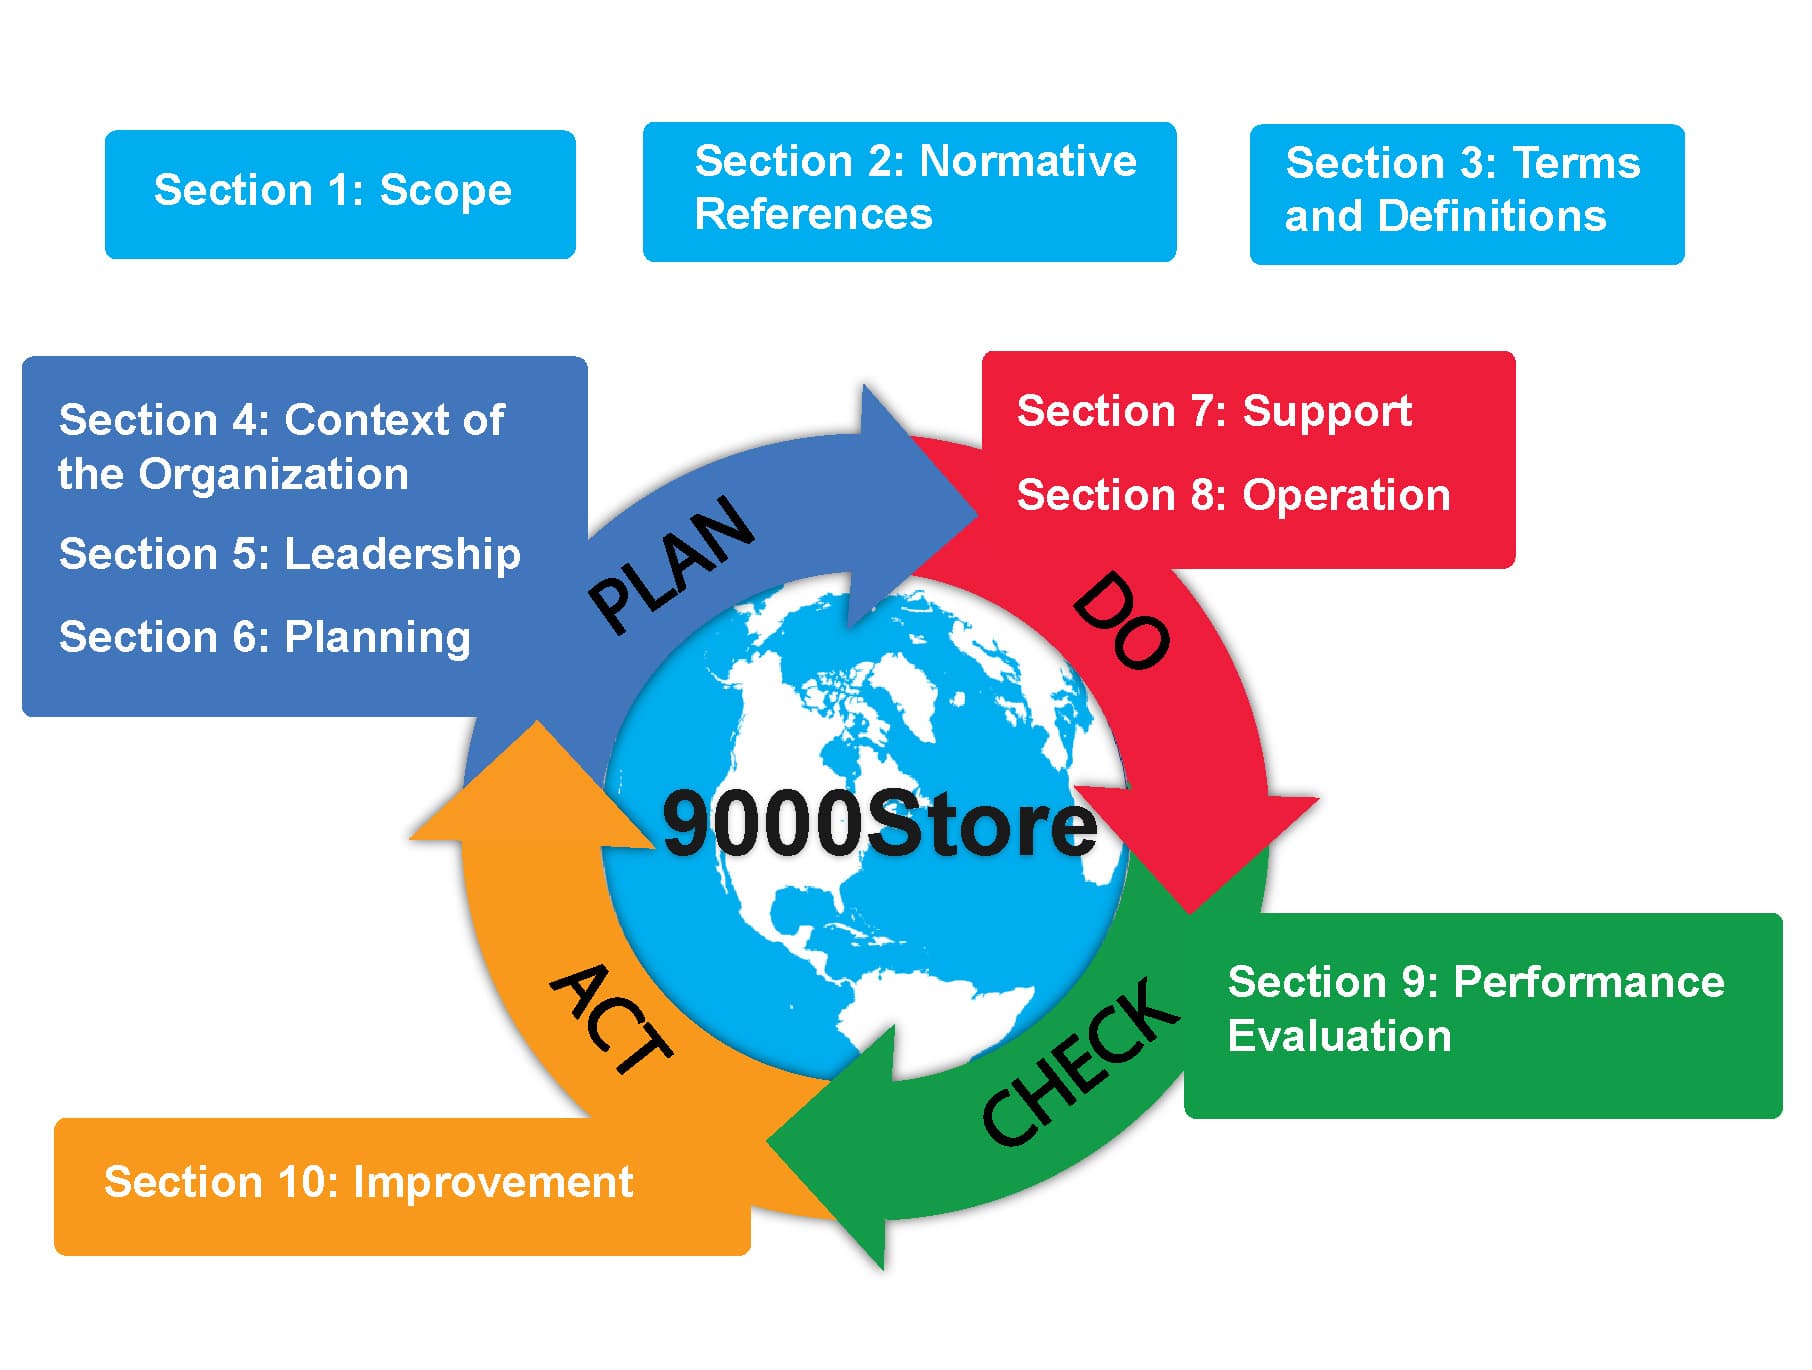 Section 1: Scope
Section 2: Normative
References
Section 3: Terms
and Definitions
Section 4: Context of
the Organization
Section 5: Leadership
Section 6: Planning
Section 7: Support
Section 8: Operation
PLAN
DO
9000Store
CHECK
ACT
Section 9: Performance
Evaluation
Section 10: Improvement